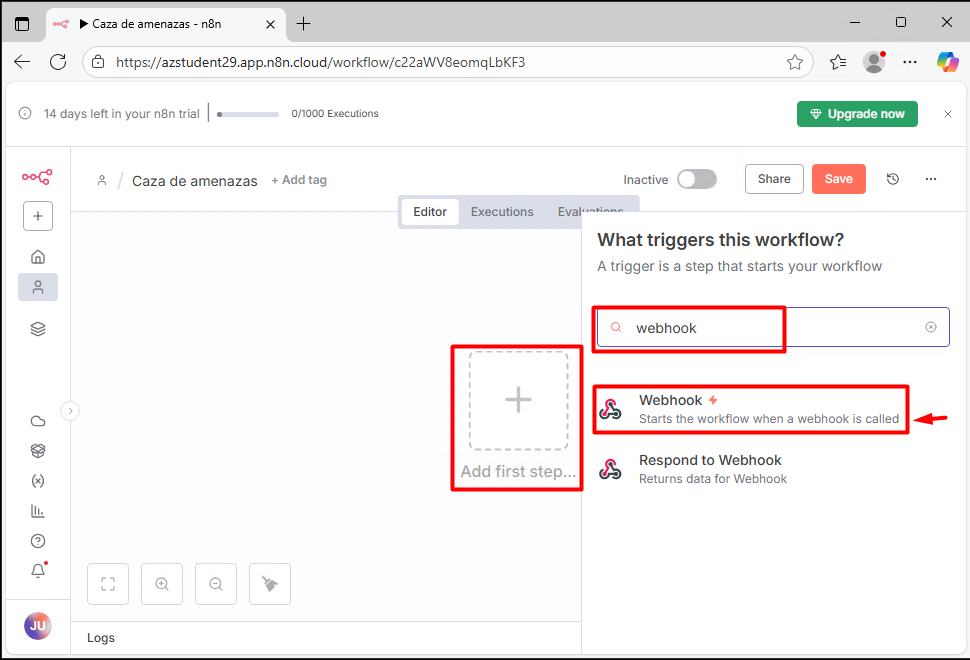 Caza de amenazas - n8n
https://azstudent29.app.n8n.cloud/workflow/c22aWV8eomqLbKF3
14 days left in your n8n trial
0/1000 Executions
Upgrade now
/ Caza de amenazas + Add tag
Inactive
Share
Save
Editor Executions Evaluations
What triggers this workflow?
A trigger is a step that starts your workflow
webhook
Webhook
Starts the workflow when a webhook is called
Respond to Webhook
Returns data for Webhook
Add first step...
JU
Logs